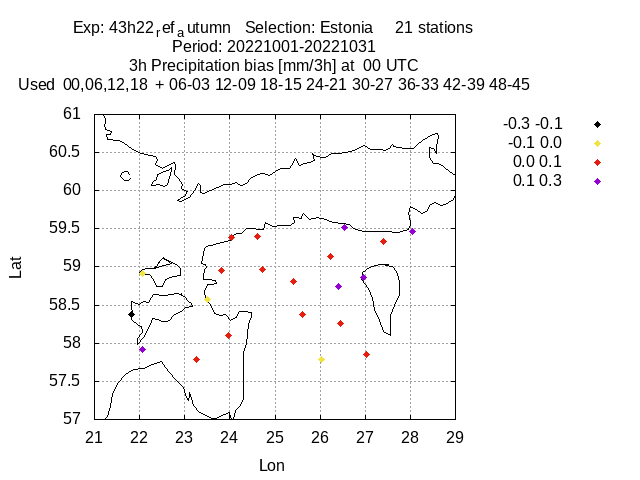 Exp: 43h22_ref_autumn Selection: Estonia 21 stations
Period: 20221001-20221031
3h Precipitation bias [mm/3h] at 00 UTC
Used 00,06,12,18 + 06-03 12-09 18-15 24-21 30-27 36-33 42-39 48-45
-0.3 -0.1
-0.1 0.0
0.0 0.1
0.1 0.3
Lat
61
60.5
60
59.5
59
58.5
58
57.5
57
21 22 23 24 25 26 27 28 29
Lon